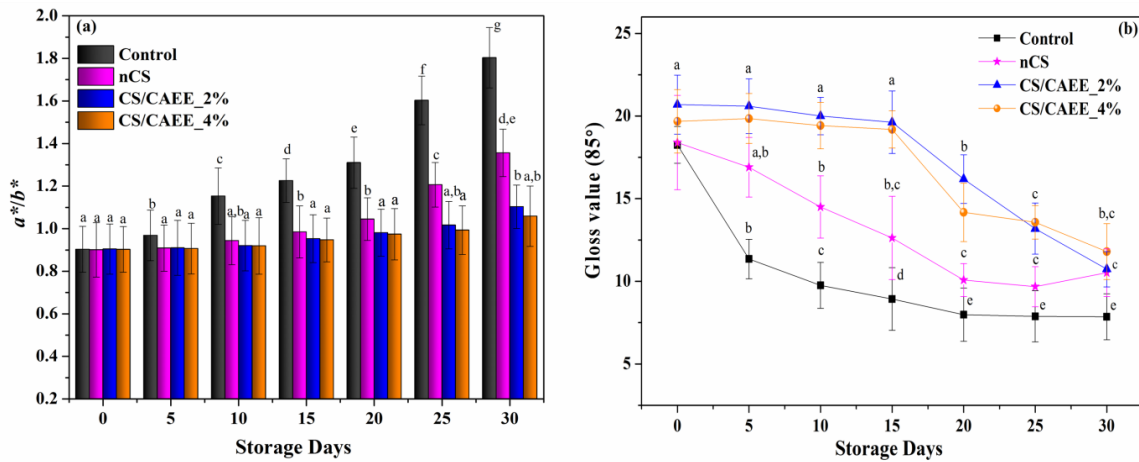 (a)
Control
nCS
CS/CAEE_2%
CS/CAEE_4%
a*/b*
2.0
1.8
1.6
1.4
1.2
1.0
0.8
0.6
0.4
0.2
a a a a
b a a a
c a,b a a
d b a a
e b a a
f c a,b a
g d,e b a,b
0 5 10 15 20 25 30
Storage Days
(b)
Control
nCS
CS/CAEE_2%
CS/CAEE_4%
Gloss value (85°)
25
20
15
10
5
a a a a
a,b b b,c b c b,c
b c d c c c
e e e
0 5 10 15 20 25 30
Storage Days